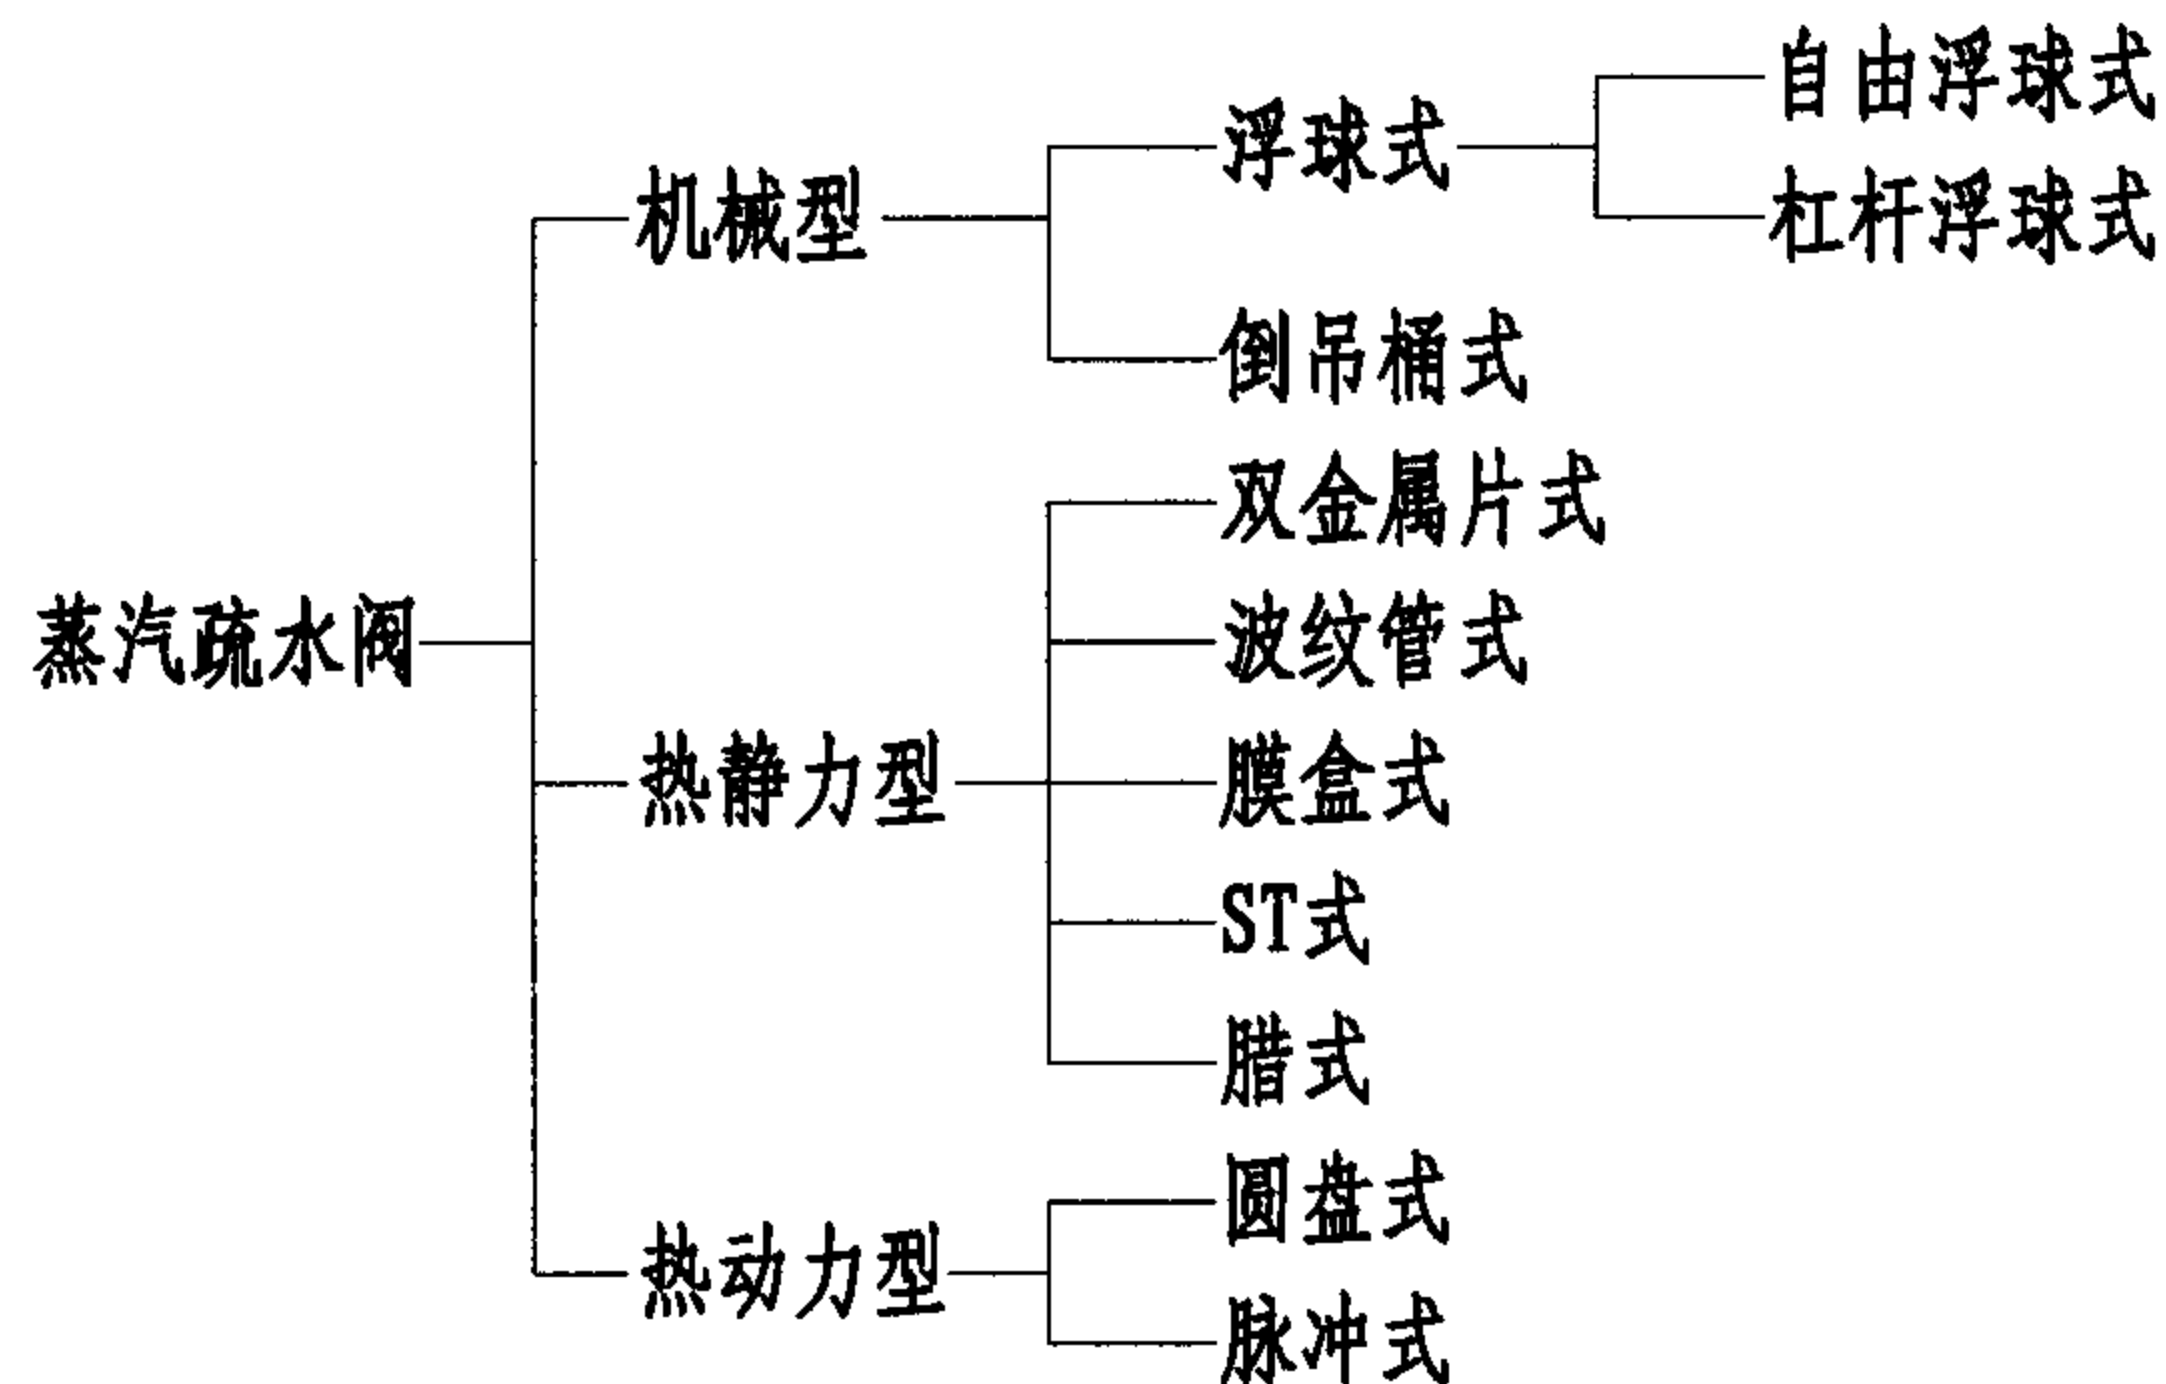 蒸汽疏水阀
机械型
浮球式
自由浮球式
杠杆浮球式
倒吊桶式
热静力型
双金属片式
波纹管式
膜盒式
ST式
腊式
热动力型
圆盘式
脉冲式